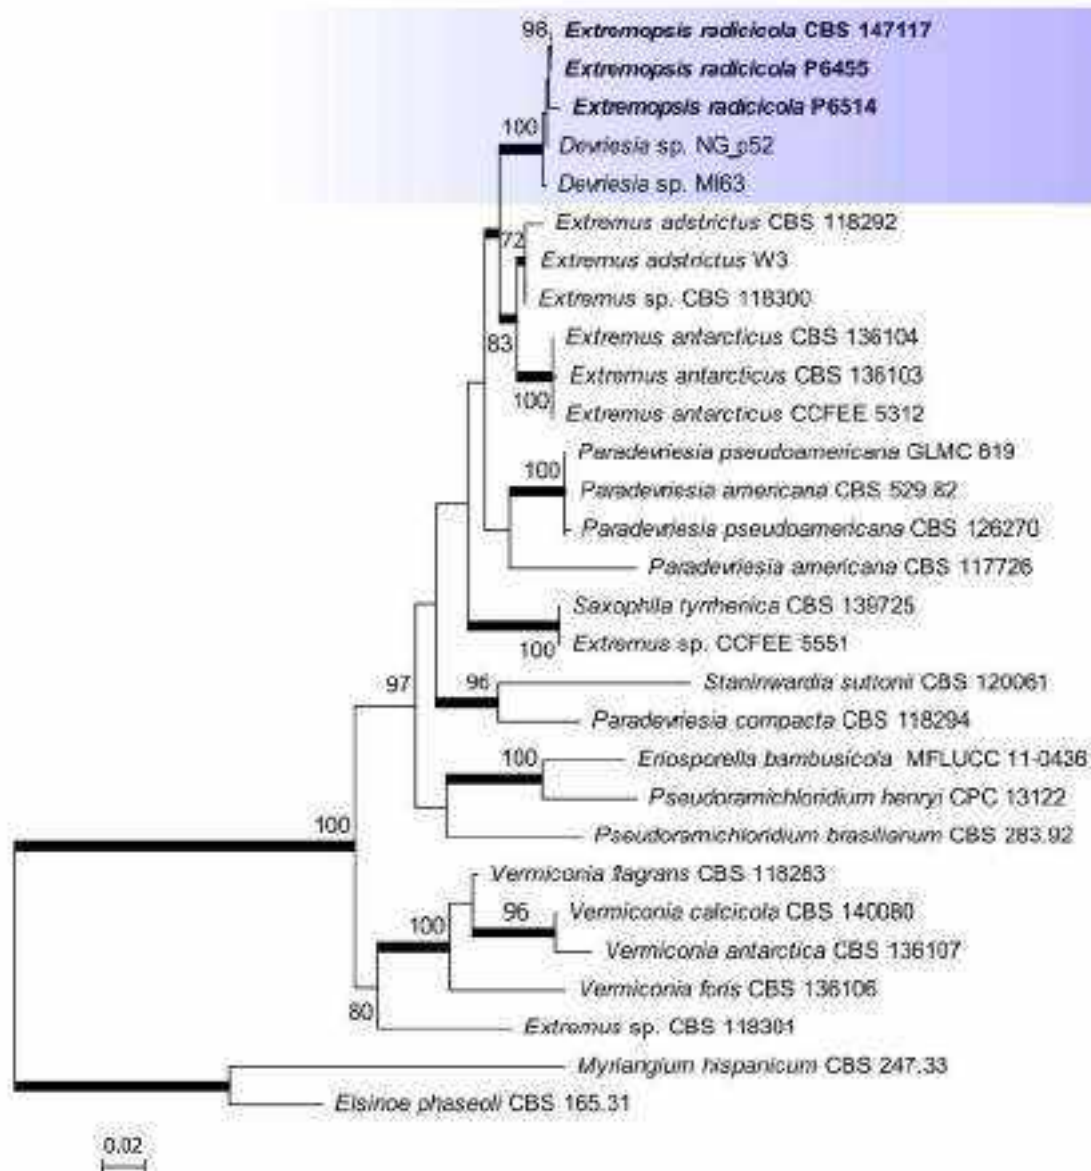 98
Extremopsis radicicola CBS 147117
Extremopsis radicicola P6455
Extremopsis radicicola P6514
100
Devriesia sp. NG_p52
Devriesia sp. MI63
Extremus adstrictus CBS 118292
72
Extremus adstrictus W3
Extremus sp. CBS 118300
83
Extremus antarcticus CBS 136104
Extremus antarcticus CBS 136103
100
Extremus antarcticus CCFEE 5312
Paradevriesia pseudoamericana GLMC 619
100
Paradevriesia americana CBS 529.82
Paradevriesia pseudoamericana CBS 126270
Paradevriesia americana CBS 117726
Saxophila tyrrhenica CBS 139725
100
Extremus sp. CCFEE 5551
97
96
Staninwardia suttonii CBS 120061
Paradevriesia compacta CBS 118294
100
Eriosporella bambusicola MFLUCC 11-0436
Pseudoramichloridium henryi CPC 13122
100
Pseudoramichloridium brasilianum CBS 283.92
Vermiconia flagrans CBS 118283
100
96
Vermiconia calcicola CBS 140080
Vermiconia antarctica CBS 136107
Vermiconia foris CBS 136106
80
Extremus sp. CBS 118301
Myriangium hispanicum CBS 247.33
Elsinoe phaseoli CBS 165.31
0.02